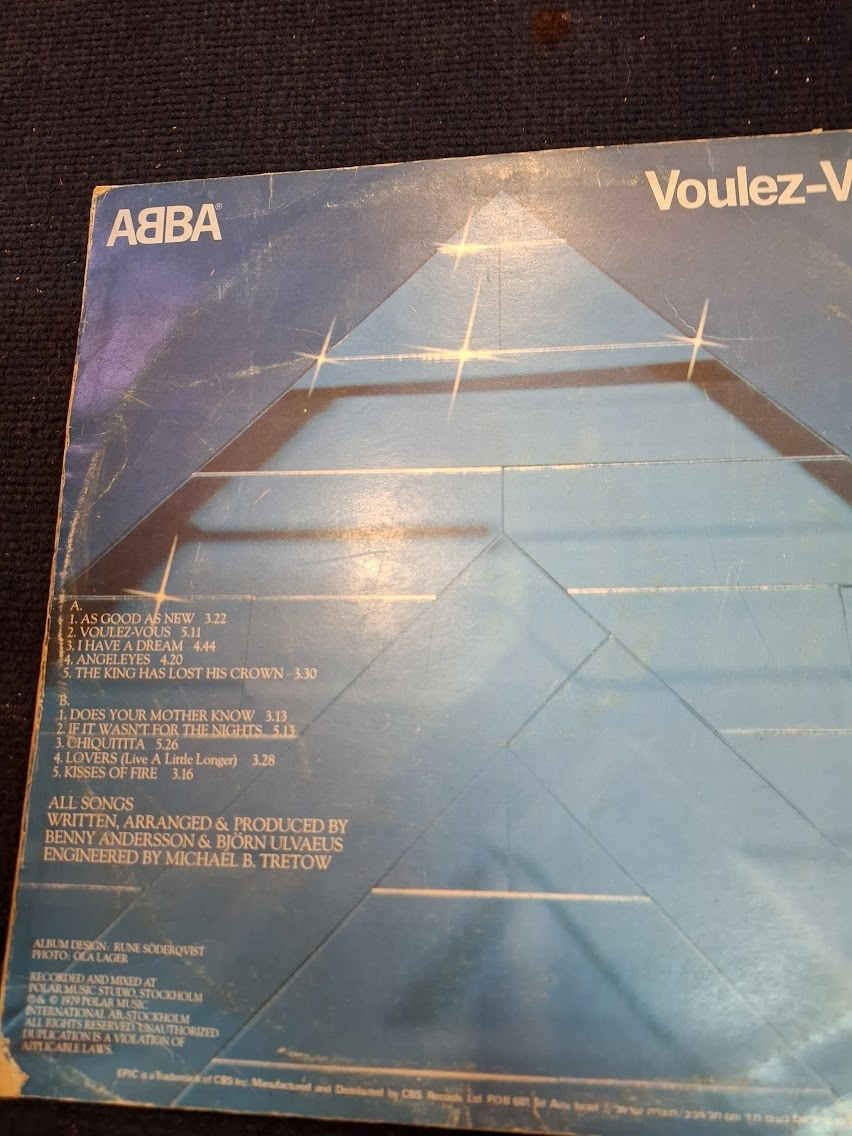 ABBA®
Voulez-V
A.
1. AS GOOD AS NEW 3.22
2. VOULEZ-VOUS 5.11
3. I HAVE A DREAM 4.44
4. ANGELEYES 4.20
5. THE KING HAS LOST HIS CROWN 3.30
B.
1. DOES YOUR MOTHER KNOW 3.13
2. IF IT WASN'T FOR THE NIGHTS 5.13
3. CHIQUITITA 5.26
4. LOVERS (Live A Little Longer) 3.28
5. KISSES OF FIRE 3.16
ALL SONGS
WRITTEN, ARRANGED & PRODUCED BY
BENNY ANDERSSON & BJÖRN ULVAEUS
ENGINEERED BY MICHAEL B. TRETOW
ALBUM DESIGN: RUNE SÖDERQVIST
PHOTO: OLA LAGER
RECORDED AND MIXED AT
POLAR MUSIC STUDIO, STOCKHOLM
℗ & © 1979 POLAR MUSIC
INTERNATIONAL AB, STOCKHOLM
ALL RIGHTS RESERVED. UNAUTHORIZED
DUPLICATION IS A VIOLATION OF
APPLICABLE LAWS.
EPIC is a Trademark of CBS Inc. Manufactured and Distributed by CBS Records Ltd P.O.B 681, Tel Aviv, Israel